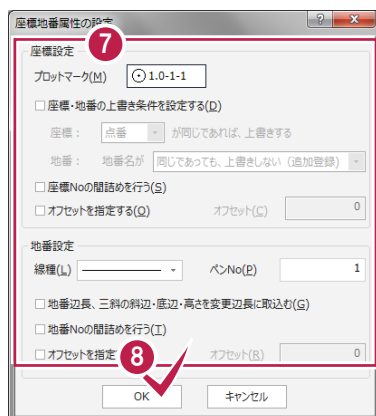 座標地番属性の設定
7
座標設定
プロットマーク(M) 1.0-1-1
座標・地番の上書き条件を設定する(D)
座標： 点番 が同じであれば、上書きする
地番： 地番名が 同じであっても、上書きしない（追加登録）
座標Noの間詰めを行う(S)
オフセットを指定する(O) オフセット(C) 0
地番設定
線種(L) ペンNo(P) 1
地番辺長、三斜の斜辺・底辺・高さを変更辺長に取込む(G)
地番Noの間詰めを行う(T)
オフセットを指定 オフセット(R) 0
8
OK キャンセル